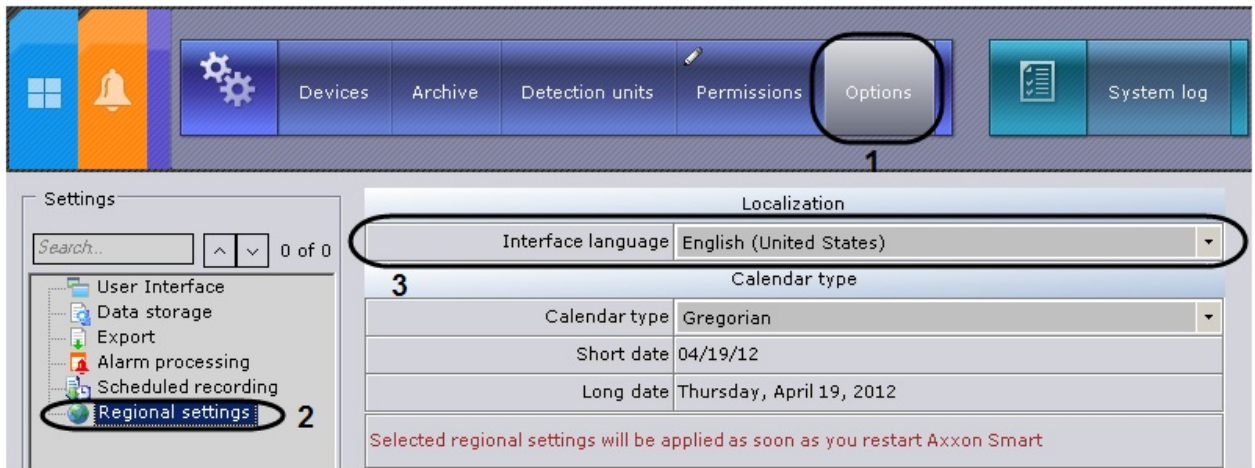 Devices Archive Detection units Permissions Options System log
1
Settings
Search... 0 of 0
User Interface
Data storage
Export
Alarm processing
Scheduled recording
Regional settings 2
Localization
Interface language English (United States)
3 Calendar type
Calendar type Gregorian
Short date 04/19/12
Long date Thursday, April 19, 2012
Selected regional settings will be applied as soon as you restart Axxon Smart